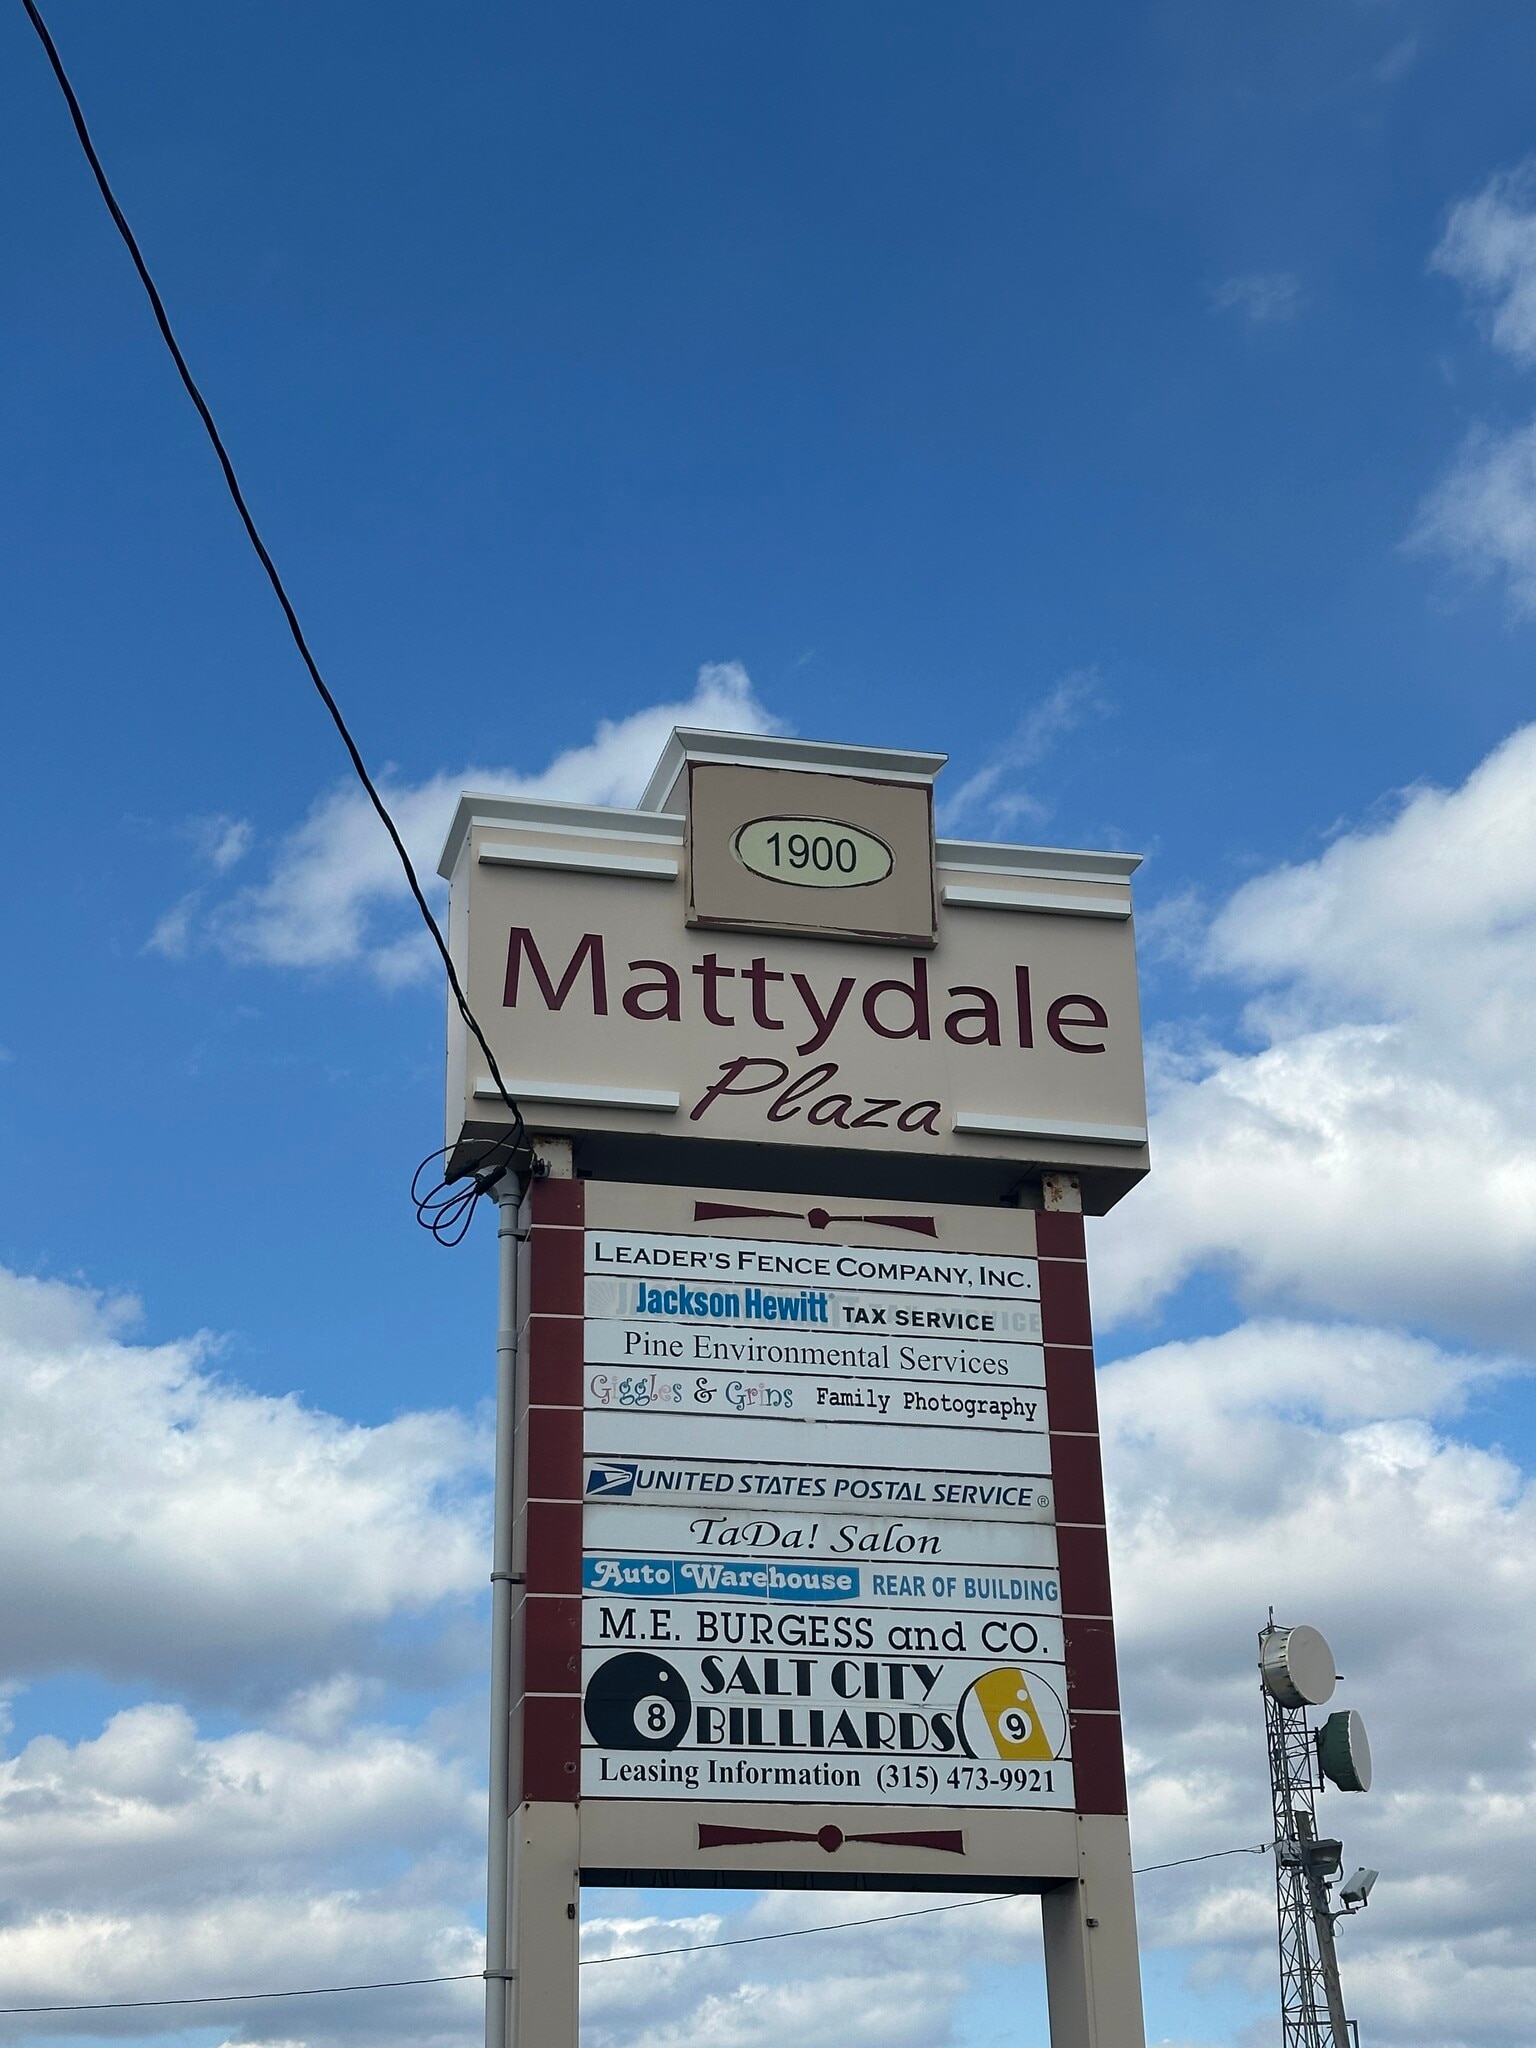 1900
Mattydale
Plaza
LEADER'S FENCE COMPANY, INC.
Jackson Hewitt® TAX SERVICE
Pine Environmental Services
Giggles & Grins Family Photography
UNITED STATES POSTAL SERVICE®
TaDa! Salon
Auto Warehouse REAR OF BUILDING
M.E. BURGESS and CO.
8 SALT CITY 9
BILLIARDS
Leasing Information (315) 473-9921